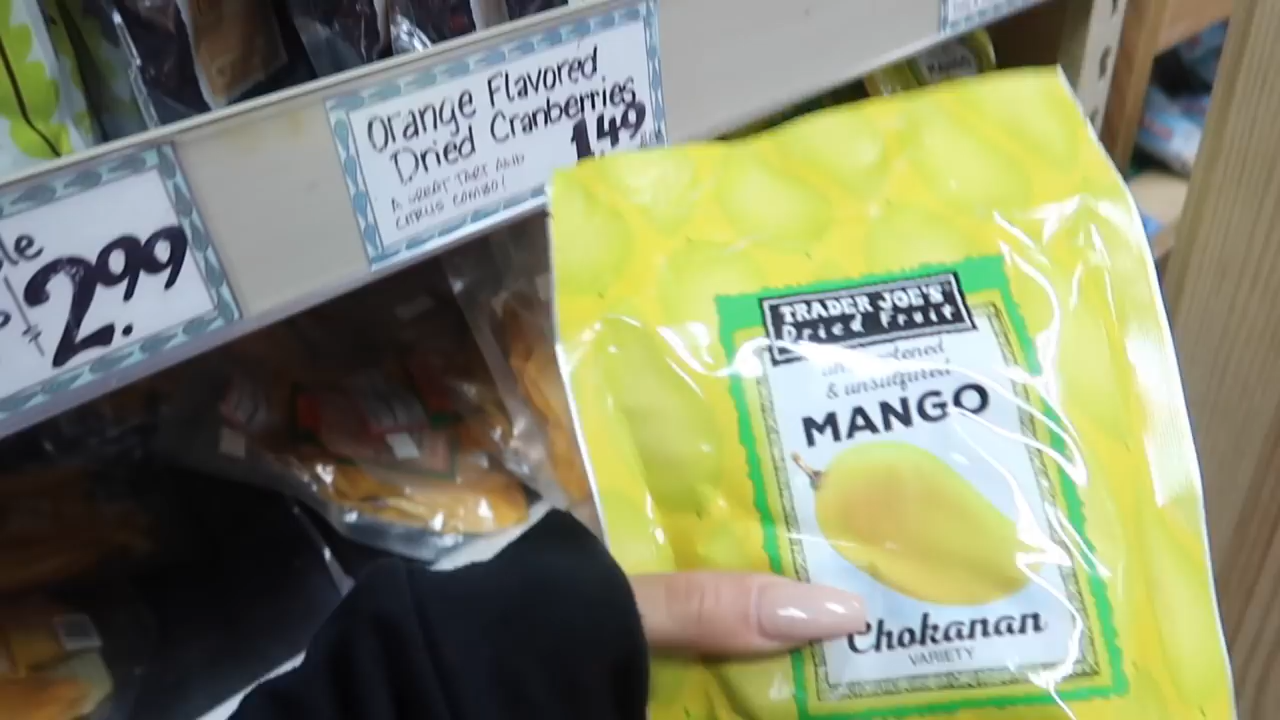 Orange Flavored
Dried Cranberries
1.49
A GREAT TART AND
CITRUS COMBO!
2.99
TRADER JOE'S
Dried Fruit
unsweetened
& unsulfured
MANGO
Chokanan
VARIETY